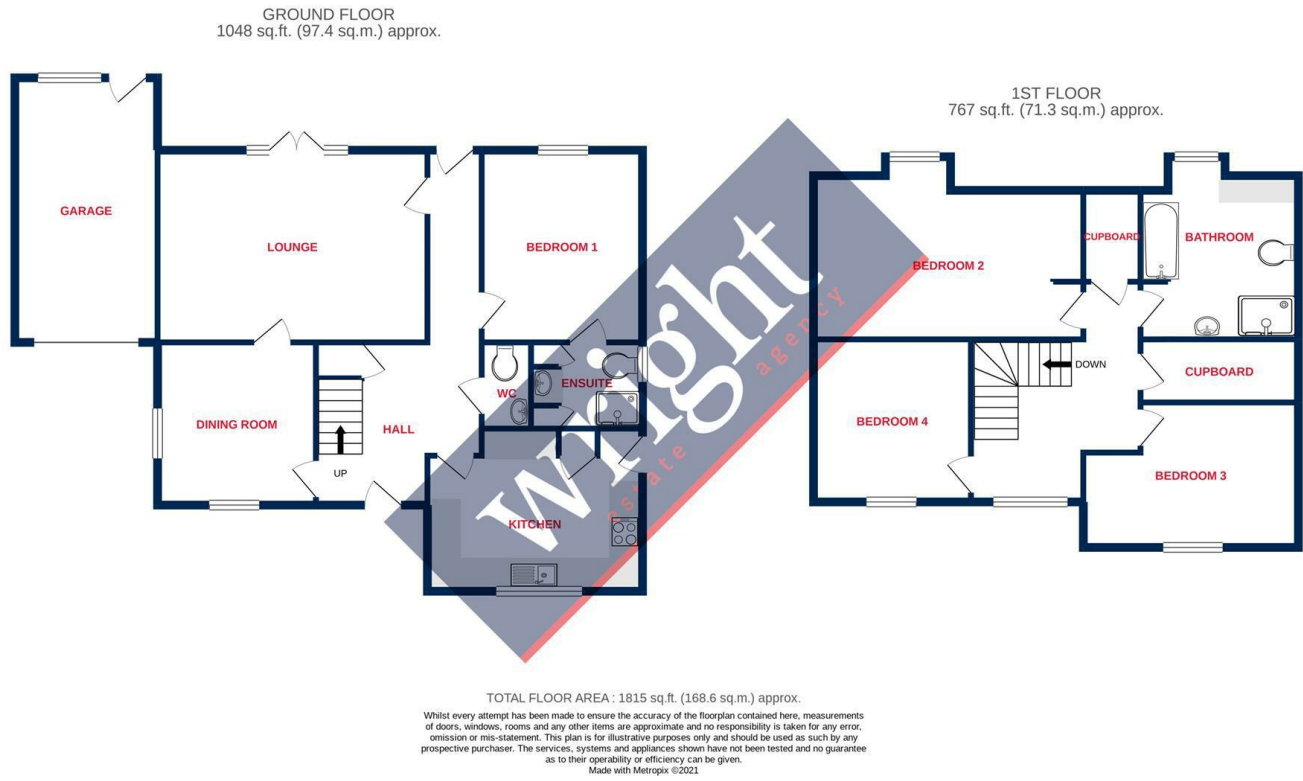 GROUND FLOOR
1048 sq.ft. (97.4 sq.m.) approx.
1ST FLOOR
767 sq.ft. (71.3 sq.m.) approx.
GARAGE
LOUNGE
BEDROOM 1
DINING ROOM
UP
HALL
WC
ENSUITE
KITCHEN
BEDROOM 2
CUPBOARD
BATHROOM
DOWN
CUPBOARD
BEDROOM 4
BEDROOM 3
wright
estate agency
TOTAL FLOOR AREA : 1815 sq.ft. (168.6 sq.m.) approx.
Whilst every attempt has been made to ensure the accuracy of the floorplan contained here, measurements
of doors, windows, rooms and any other items are approximate and no responsibility is taken for any error,
omission or mis-statement. This plan is for illustrative purposes only and should be used as such by any
prospective purchaser. The services, systems and appliances shown have not been tested and no guarantee
as to their operability or efficiency can be given.
Made with Metropix ©2021